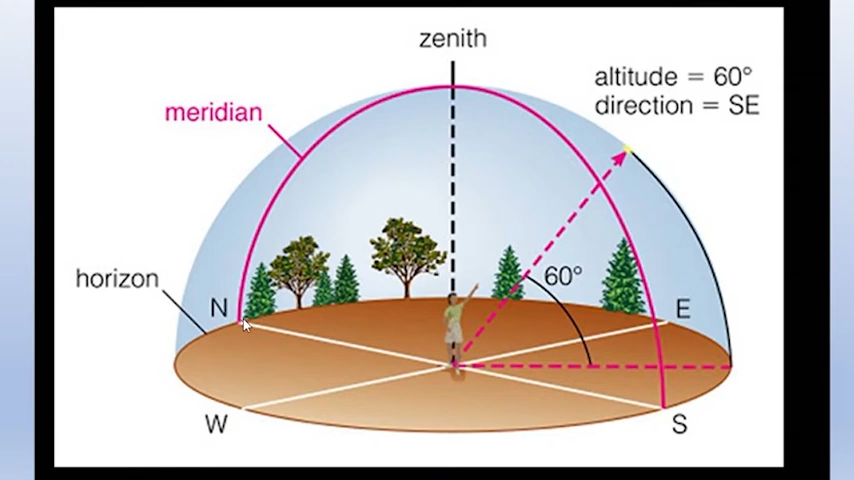 zenith
altitude = 60°
direction = SE
meridian
60°
horizon
N
E
W
S